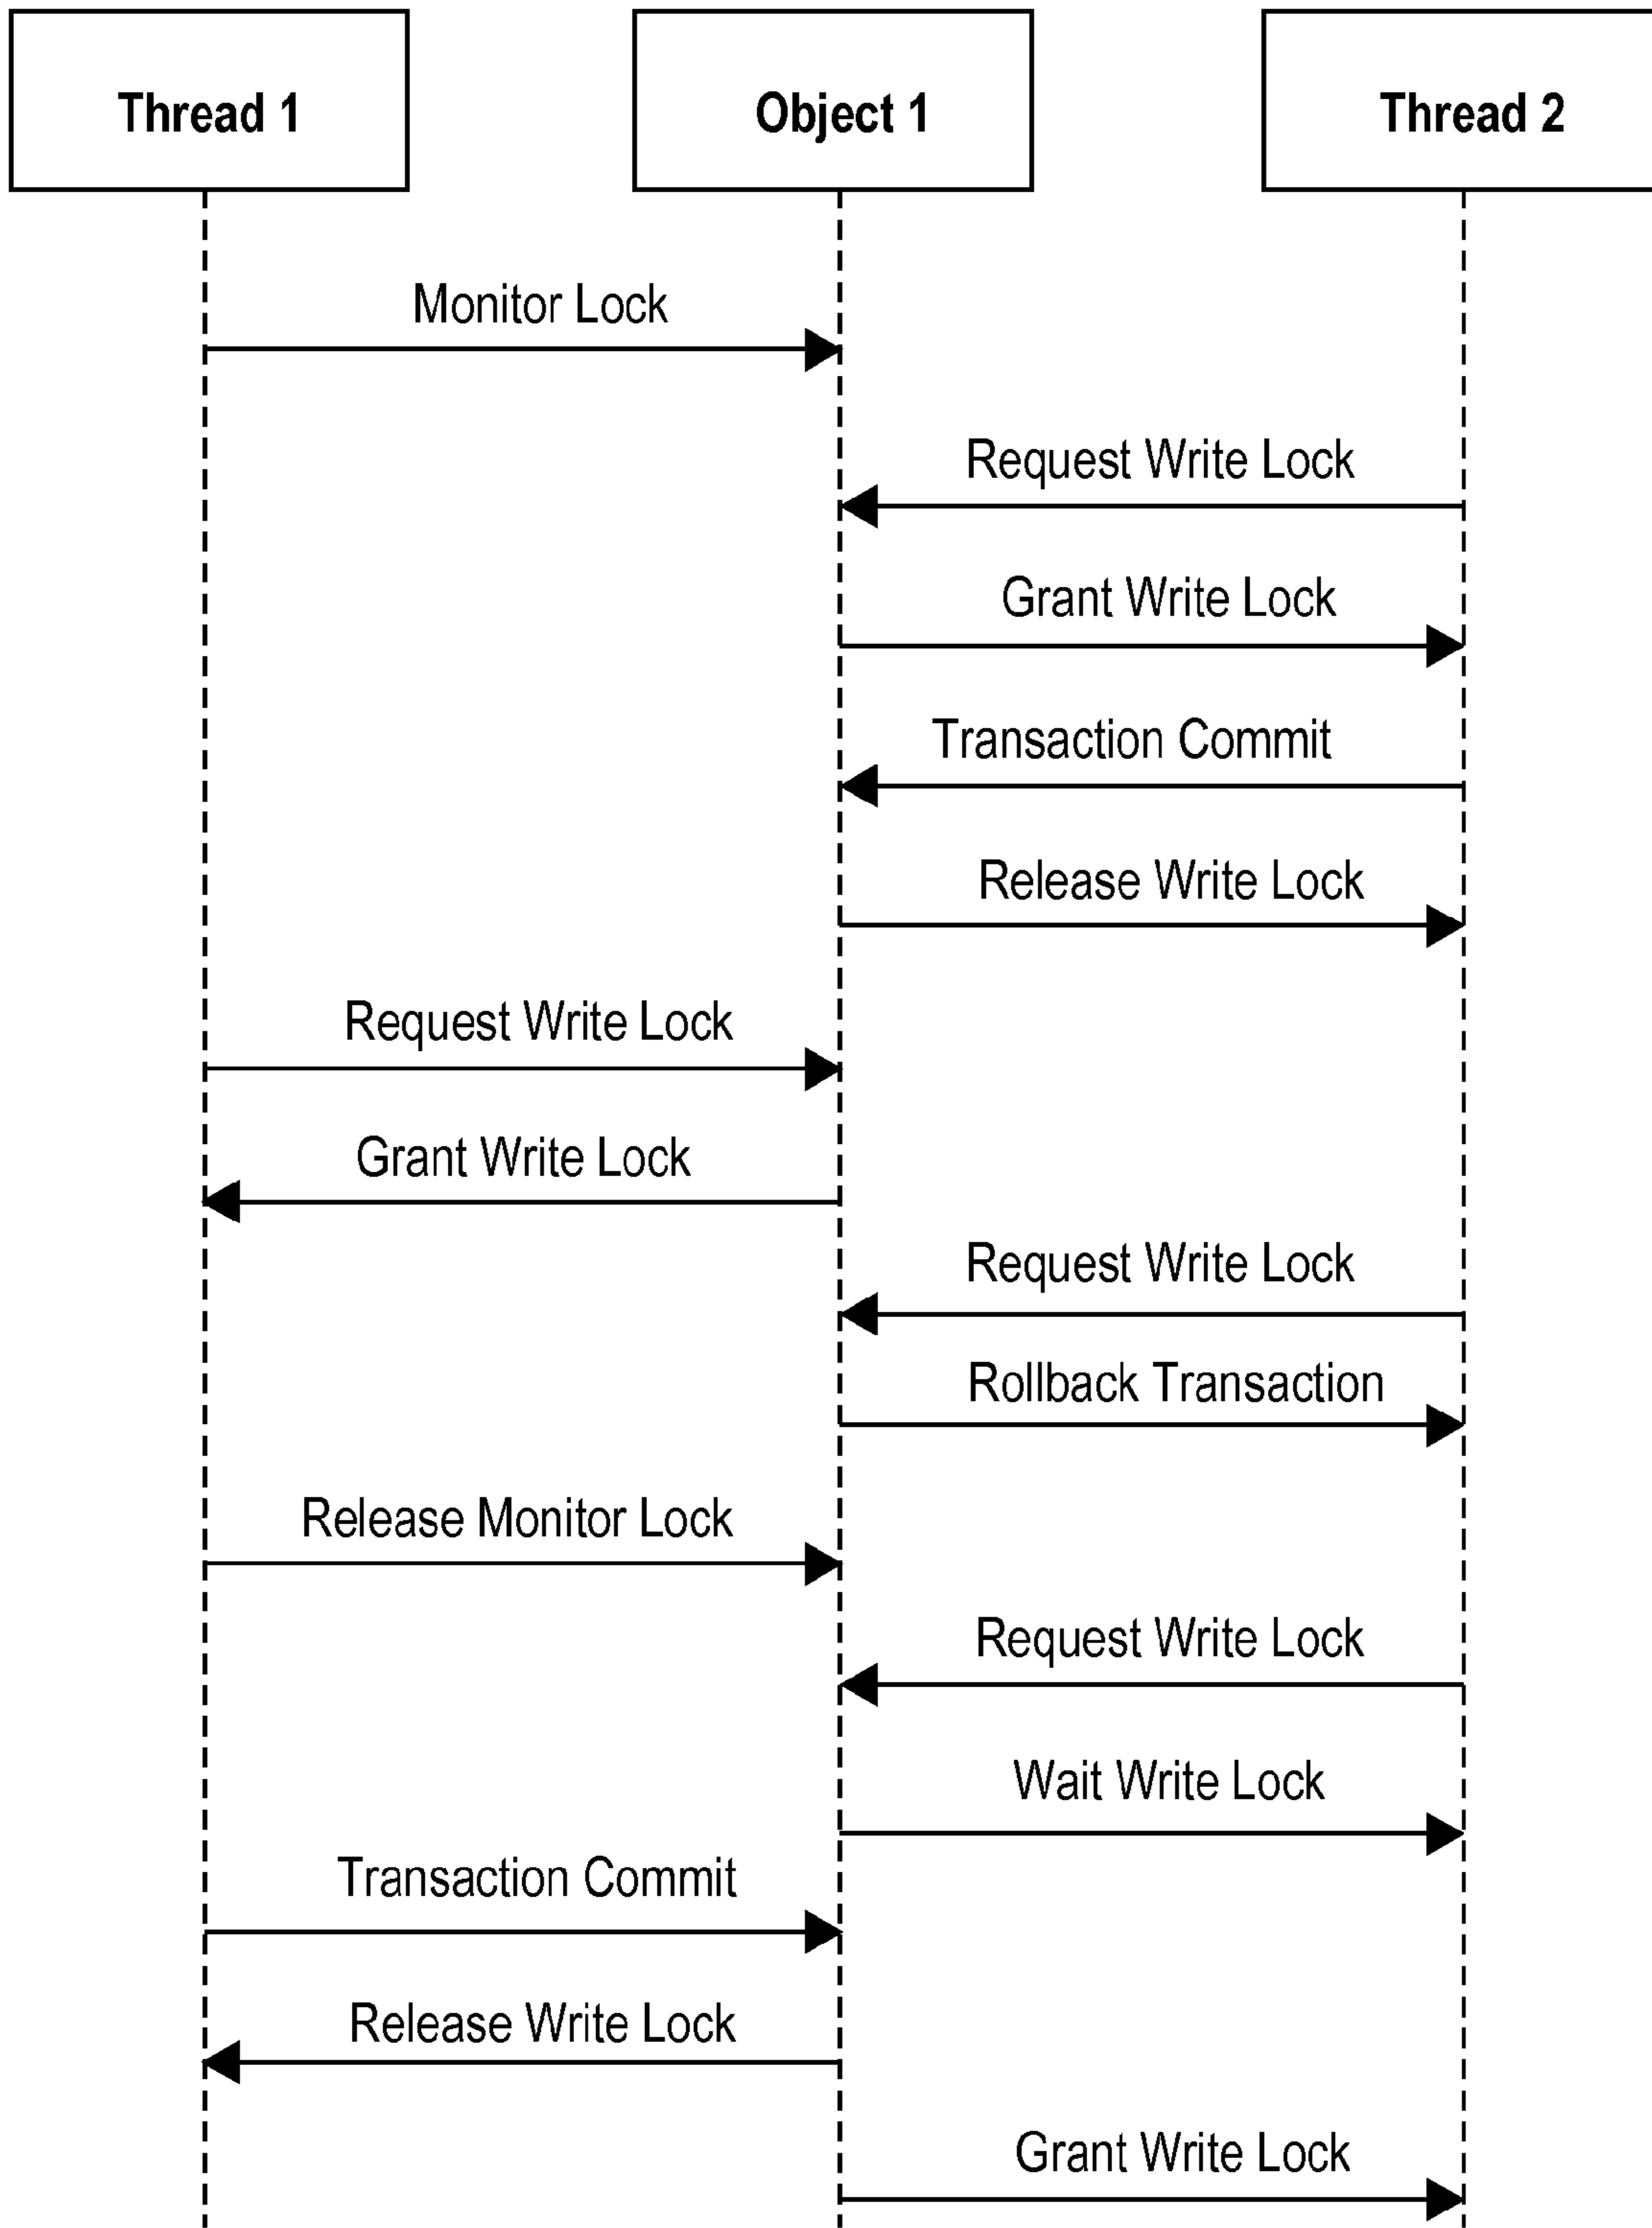 Thread 1
Object 1
Thread 2
Monitor Lock
Request Write Lock
Grant Write Lock
Transaction Commit
Release Write Lock
Request Write Lock
Grant Write Lock
Request Write Lock
Rollback Transaction
Release Monitor Lock
Request Write Lock
Wait Write Lock
Transaction Commit
Release Write Lock
Grant Write Lock